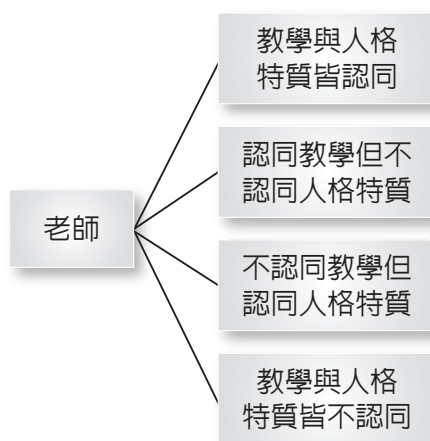 教學與人格
特質皆認同
認同教學但不
認同人格特質
老師
不認同教學但
認同人格特質
教學與人格
特質皆不認同